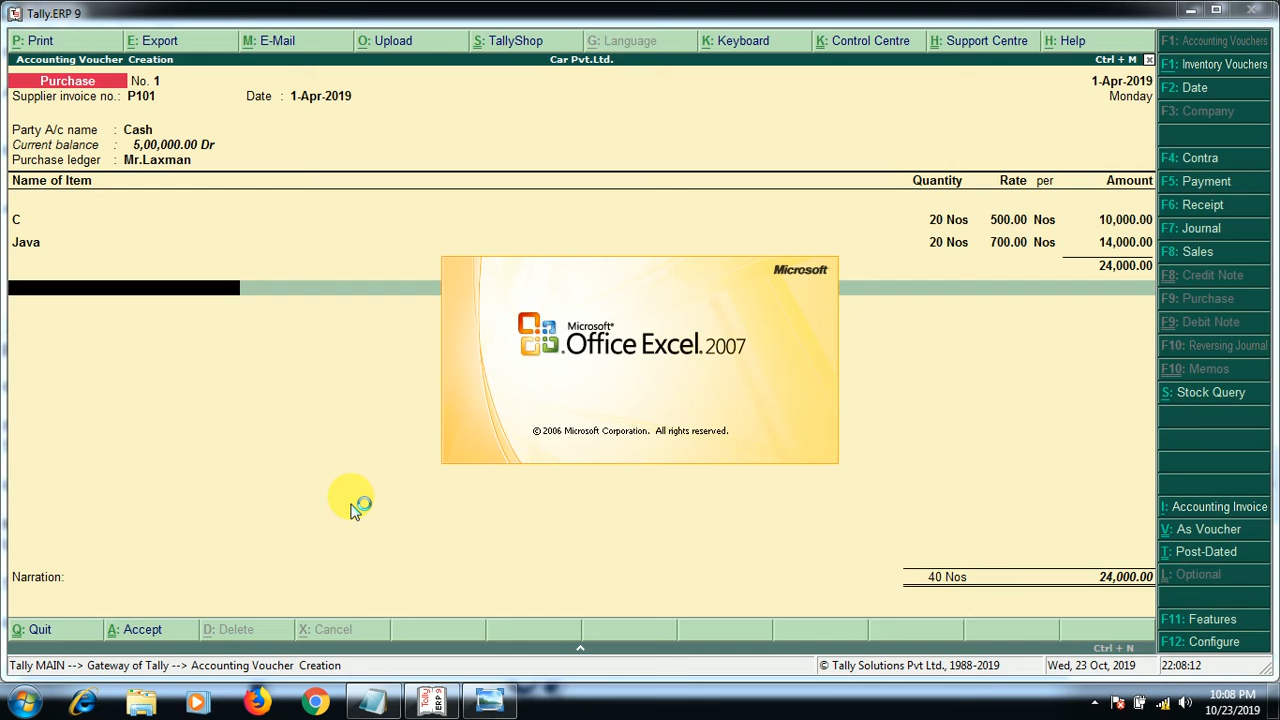 Tally.ERP 9
P: Print E: Export M: E-Mail O: Upload S: TallyShop G: Language K: Keyboard K: Control Centre H: Support Centre H: Help
Accounting Voucher Creation Car Pvt.Ltd. Ctrl + M
Purchase No. 1 1-Apr-2019
Supplier invoice no.: P101 Date : 1-Apr-2019 Monday
Party A/c name : Cash
Current balance : 5,00,000.00 Dr
Purchase ledger : Mr.Laxman
Name of Item Quantity Rate per Amount
C 20 Nos 500.00 Nos 10,000.00
Java 20 Nos 700.00 Nos 14,000.00
24,000.00
Microsoft
Microsoft®
Office Excel. 2007
© 2006 Microsoft Corporation. All rights reserved.
Narration: 40 Nos 24,000.00
Q: Quit A: Accept D: Delete X: Cancel
Ctrl + N
Tally MAIN --> Gateway of Tally --> Accounting Voucher Creation © Tally Solutions Pvt Ltd., 1988-2019 Wed, 23 Oct, 2019 22:08:12
F1: Accounting Vouchers
F1: Inventory Vouchers
F2: Date
F3: Company
F4: Contra
F5: Payment
F6: Receipt
F7: Journal
F8: Sales
F8: Credit Note
F9: Purchase
F9: Debit Note
F10: Reversing Journal
F10: Memos
S: Stock Query
I: Accounting Invoice
V: As Voucher
T: Post-Dated
L: Optional
F11: Features
F12: Configure
Tally ERP 9
10:08 PM
10/23/2019